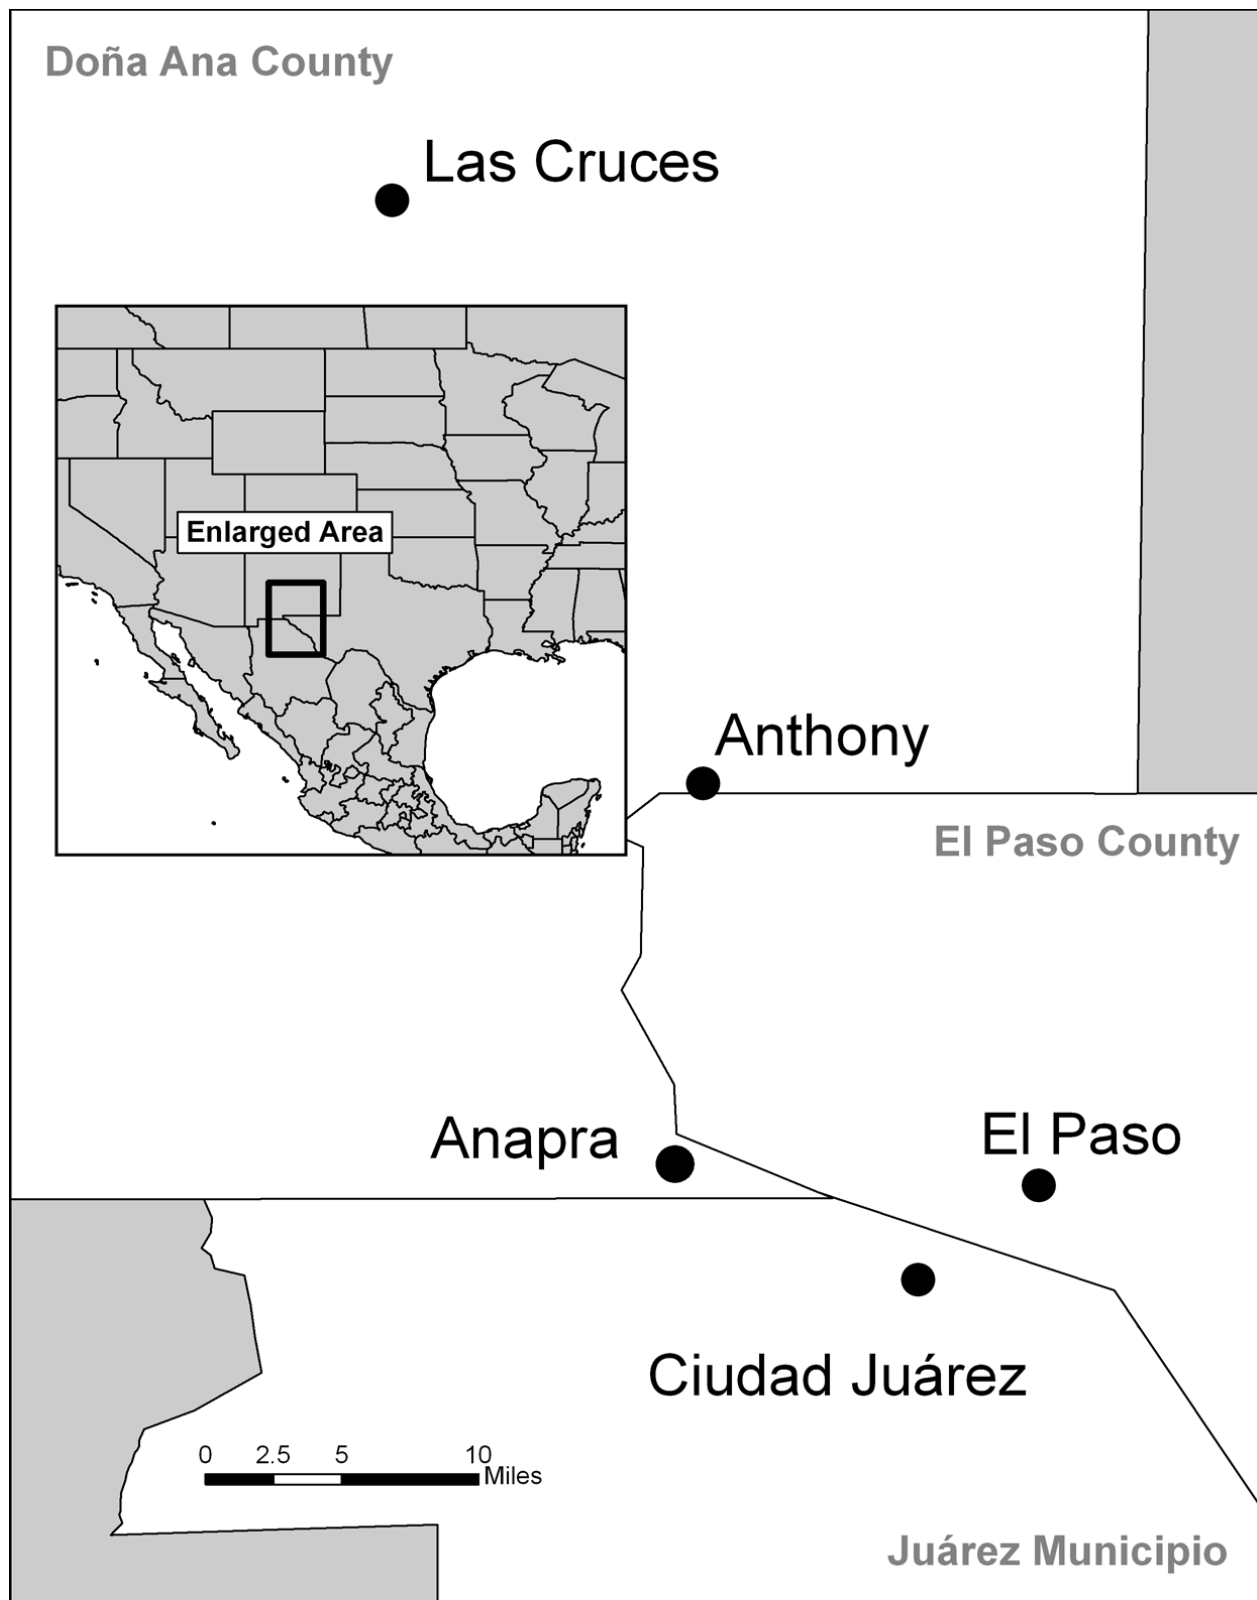 Doña Ana County
Las Cruces
Enlarged Area
Anthony
El Paso County
Anapra
El Paso
Ciudad Juárez
0 2.5 5 10
Miles
Juárez Municipio